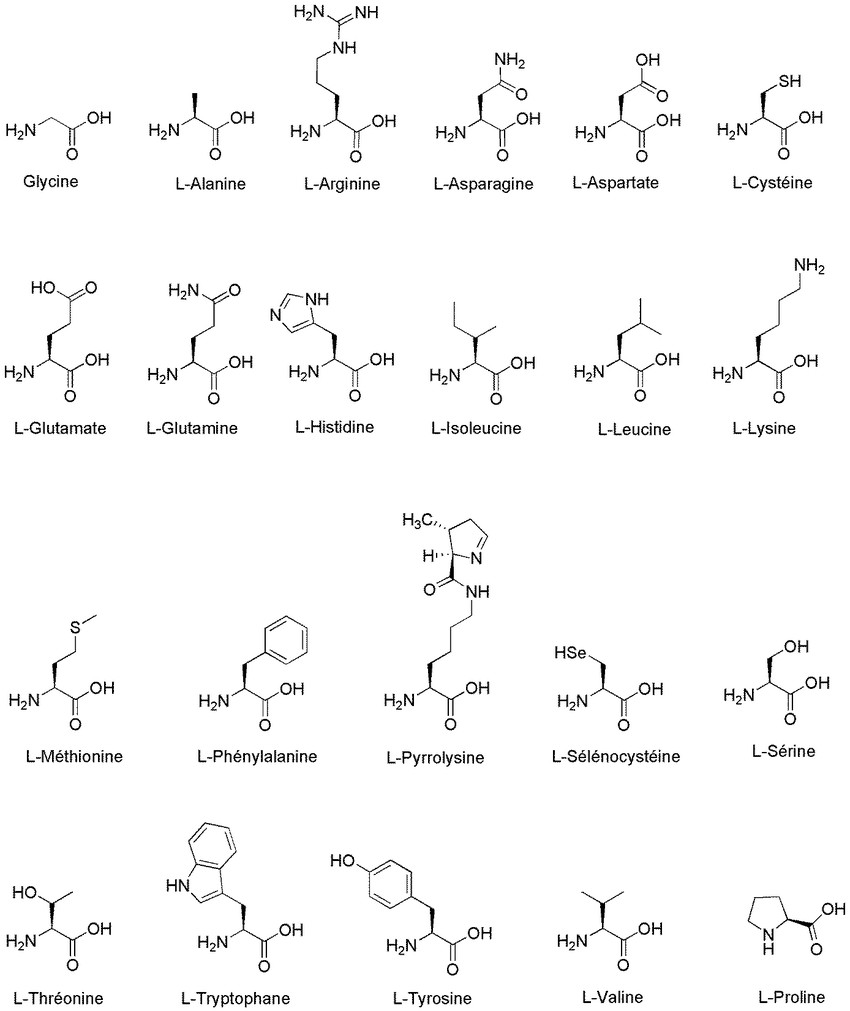 H₂N NH
NH
NH₂ OH
O O SH
H₂N OH H₂N OH H₂N OH H₂N OH H₂N OH H₂N OH
O O O O O O
Glycine L-Alanine L-Arginine L-Asparagine L-Aspartate L-Cystéine
NH₂
HO O H₂N O NH
N
H₂N OH H₂N OH H₂N OH H₂N OH H₂N OH H₂N OH
O O O O O O
L-Glutamate L-Glutamine L-Histidine L-Isoleucine L-Leucine L-Lysine
H₃C
H N
O NH
S HSe OH
H₂N OH H₂N OH H₂N OH H₂N OH H₂N OH
O O O O O
L-Méthionine L-Phénylalanine L-Pyrrolysine L-Sélénocystéine L-Sérine
HO
HO HN
H₂N OH H₂N OH H₂N OH H₂N OH N H OH
O O O O O
L-Thréonine L-Tryptophane L-Tyrosine L-Valine L-Proline